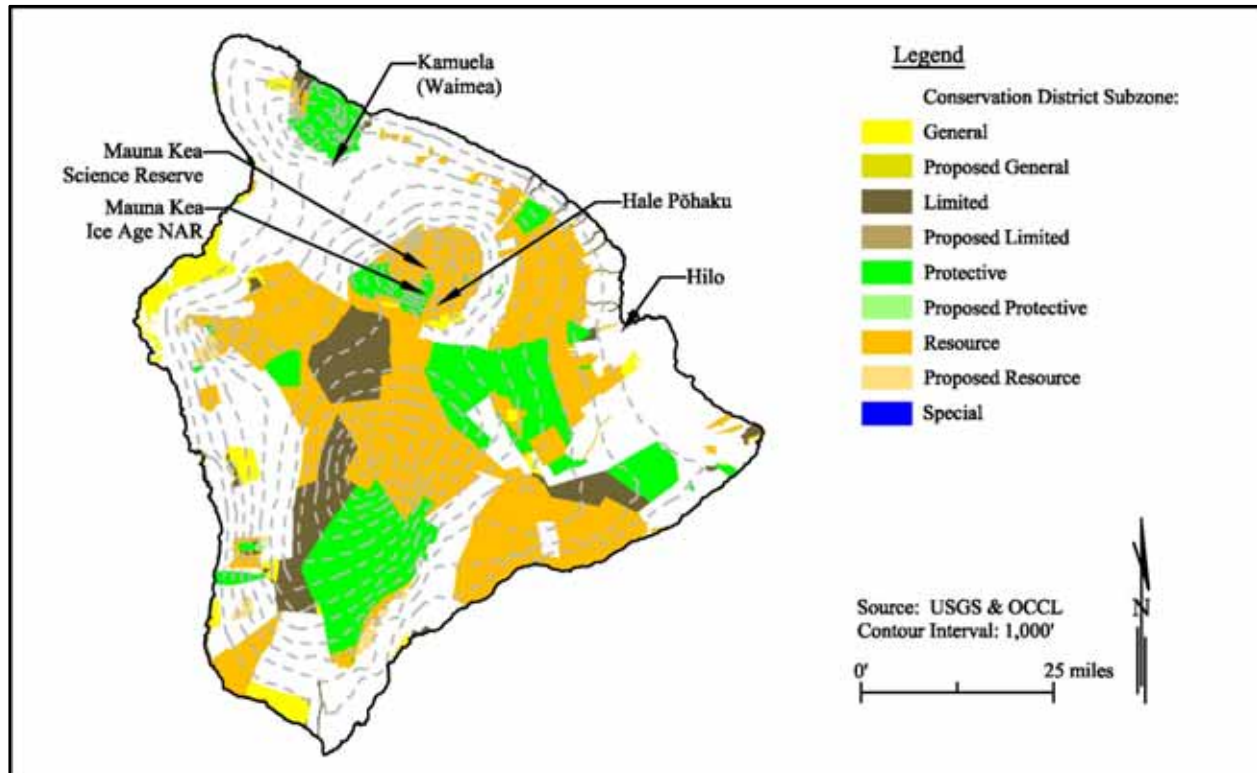 Kamuela
(Waimea)
Mauna Kea
Science Reserve
Mauna Kea
Ice Age NAR
Hale Pōhaku
Hilo
Legend
Conservation District Subzone:
General
Proposed General
Limited
Proposed Limited
Protective
Proposed Protective
Resource
Proposed Resource
Special
Source: USGS & OCCL
Contour Interval: 1,000'
0'
25 miles
N